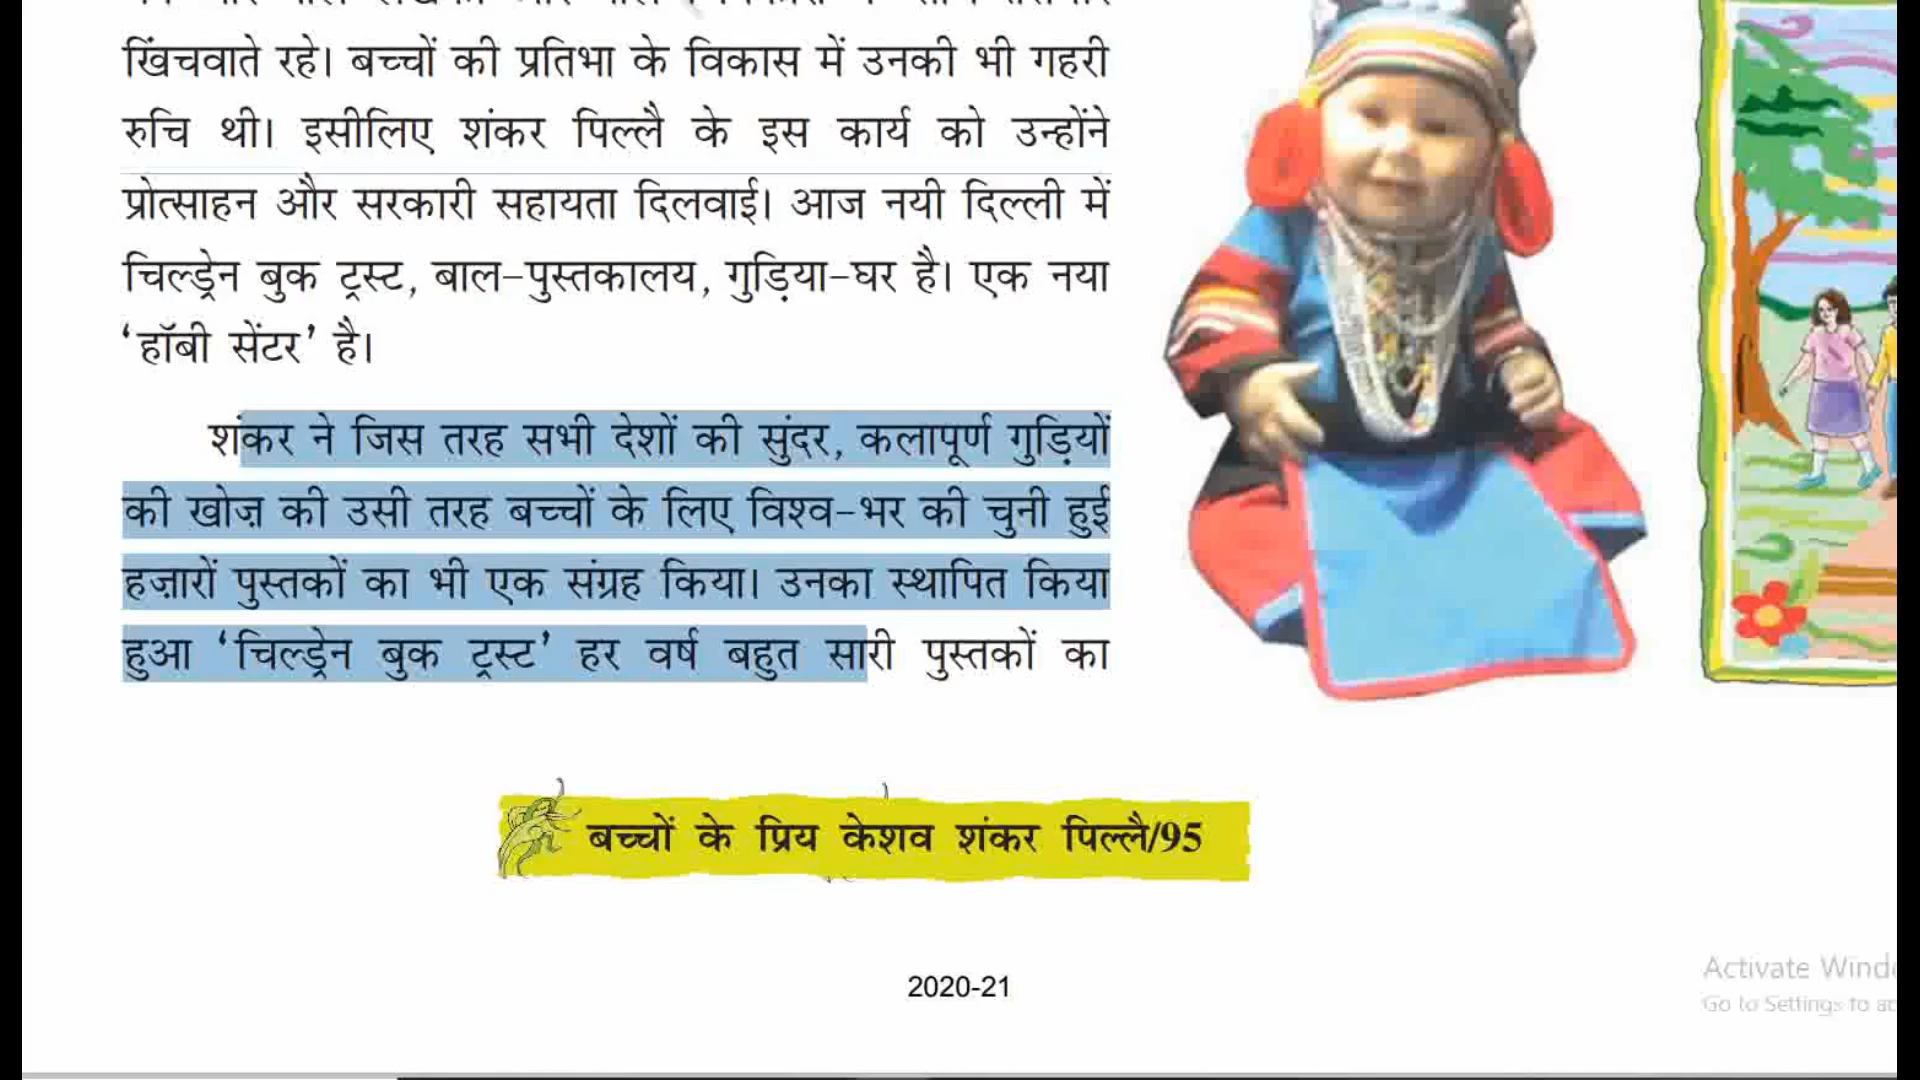 खिंचवाते रहे। बच्चों की प्रतिभा के विकास में उनकी भी गहरी
रुचि थी। इसीलिए शंकर पिल्लै के इस कार्य को उन्होंने
प्रोत्साहन और सरकारी सहायता दिलवाई। आज नयी दिल्ली में
चिल्ड्रेन बुक ट्रस्ट, बाल-पुस्तकालय, गुड़िया-घर है। एक नया
‘हॉबी सेंटर’ है।
शंकर ने जिस तरह सभी देशों की सुंदर, कलापूर्ण गुड़ियों
की खोज़ की उसी तरह बच्चों के लिए विश्व-भर की चुनी हुई
हज़ारों पुस्तकों का भी एक संग्रह किया। उनका स्थापित किया
हुआ ‘चिल्ड्रेन बुक ट्रस्ट’ हर वर्ष बहुत सारी पुस्तकों का
बच्चों के प्रिय केशव शंकर पिल्लै/95
2020-21
Activate Wind
Go to Settings to ac